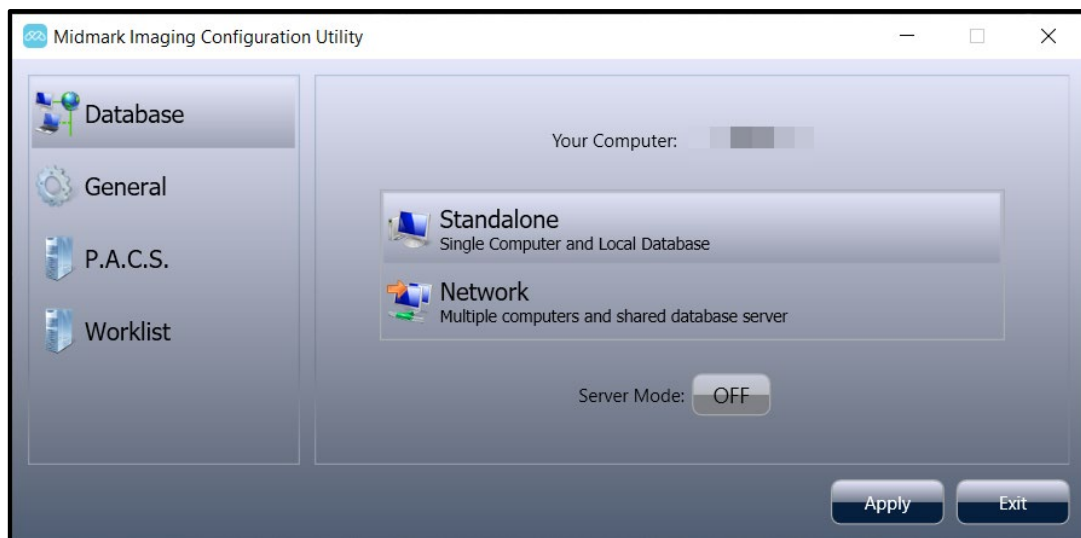 Midmark Imaging Configuration Utility
Database
General
P.A.C.S.
Worklist
Your Computer:
Standalone
Single Computer and Local Database
Network
Multiple computers and shared database server
Server Mode: OFF
Apply Exit